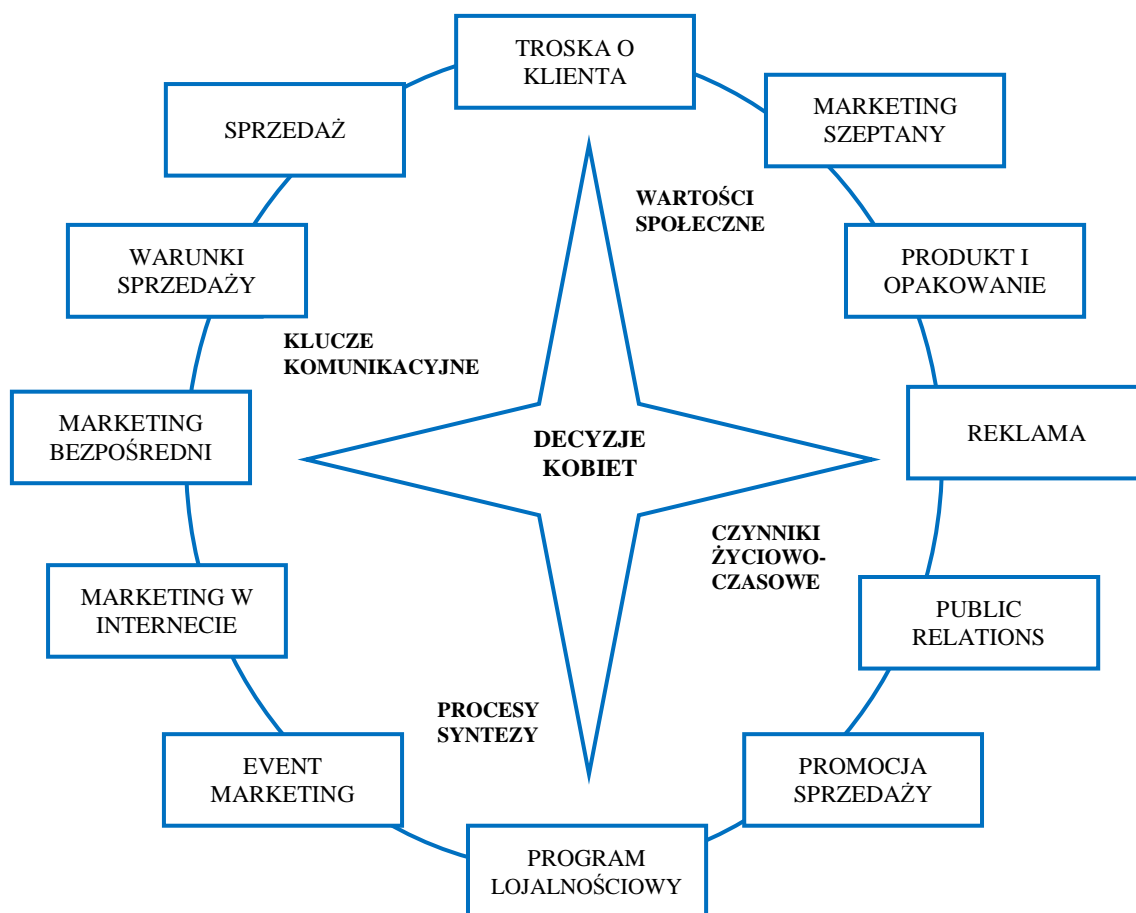 TROSKA O
KLIENTA
MARKETING
SZEPTANY
SPRZEDAŻ
WARTOŚCI
SPOŁECZNE
WARUNKI
SPRZEDAŻY
PRODUKT I
OPAKOWANIE
KLUCZE
KOMUNIKACYJNE
MARKETING
BEZPOŚREDNI
DECYZJE
KOBIET
REKLAMA
CZYNNIKI
ŻYCIOWO-
CZASOWE
MARKETING W
INTERNECIE
PUBLIC
RELATIONS
PROCESY
SYNTEZY
EVENT
MARKETING
PROMOCJA
SPRZEDAŻY
PROGRAM
LOJALNOŚCIOWY